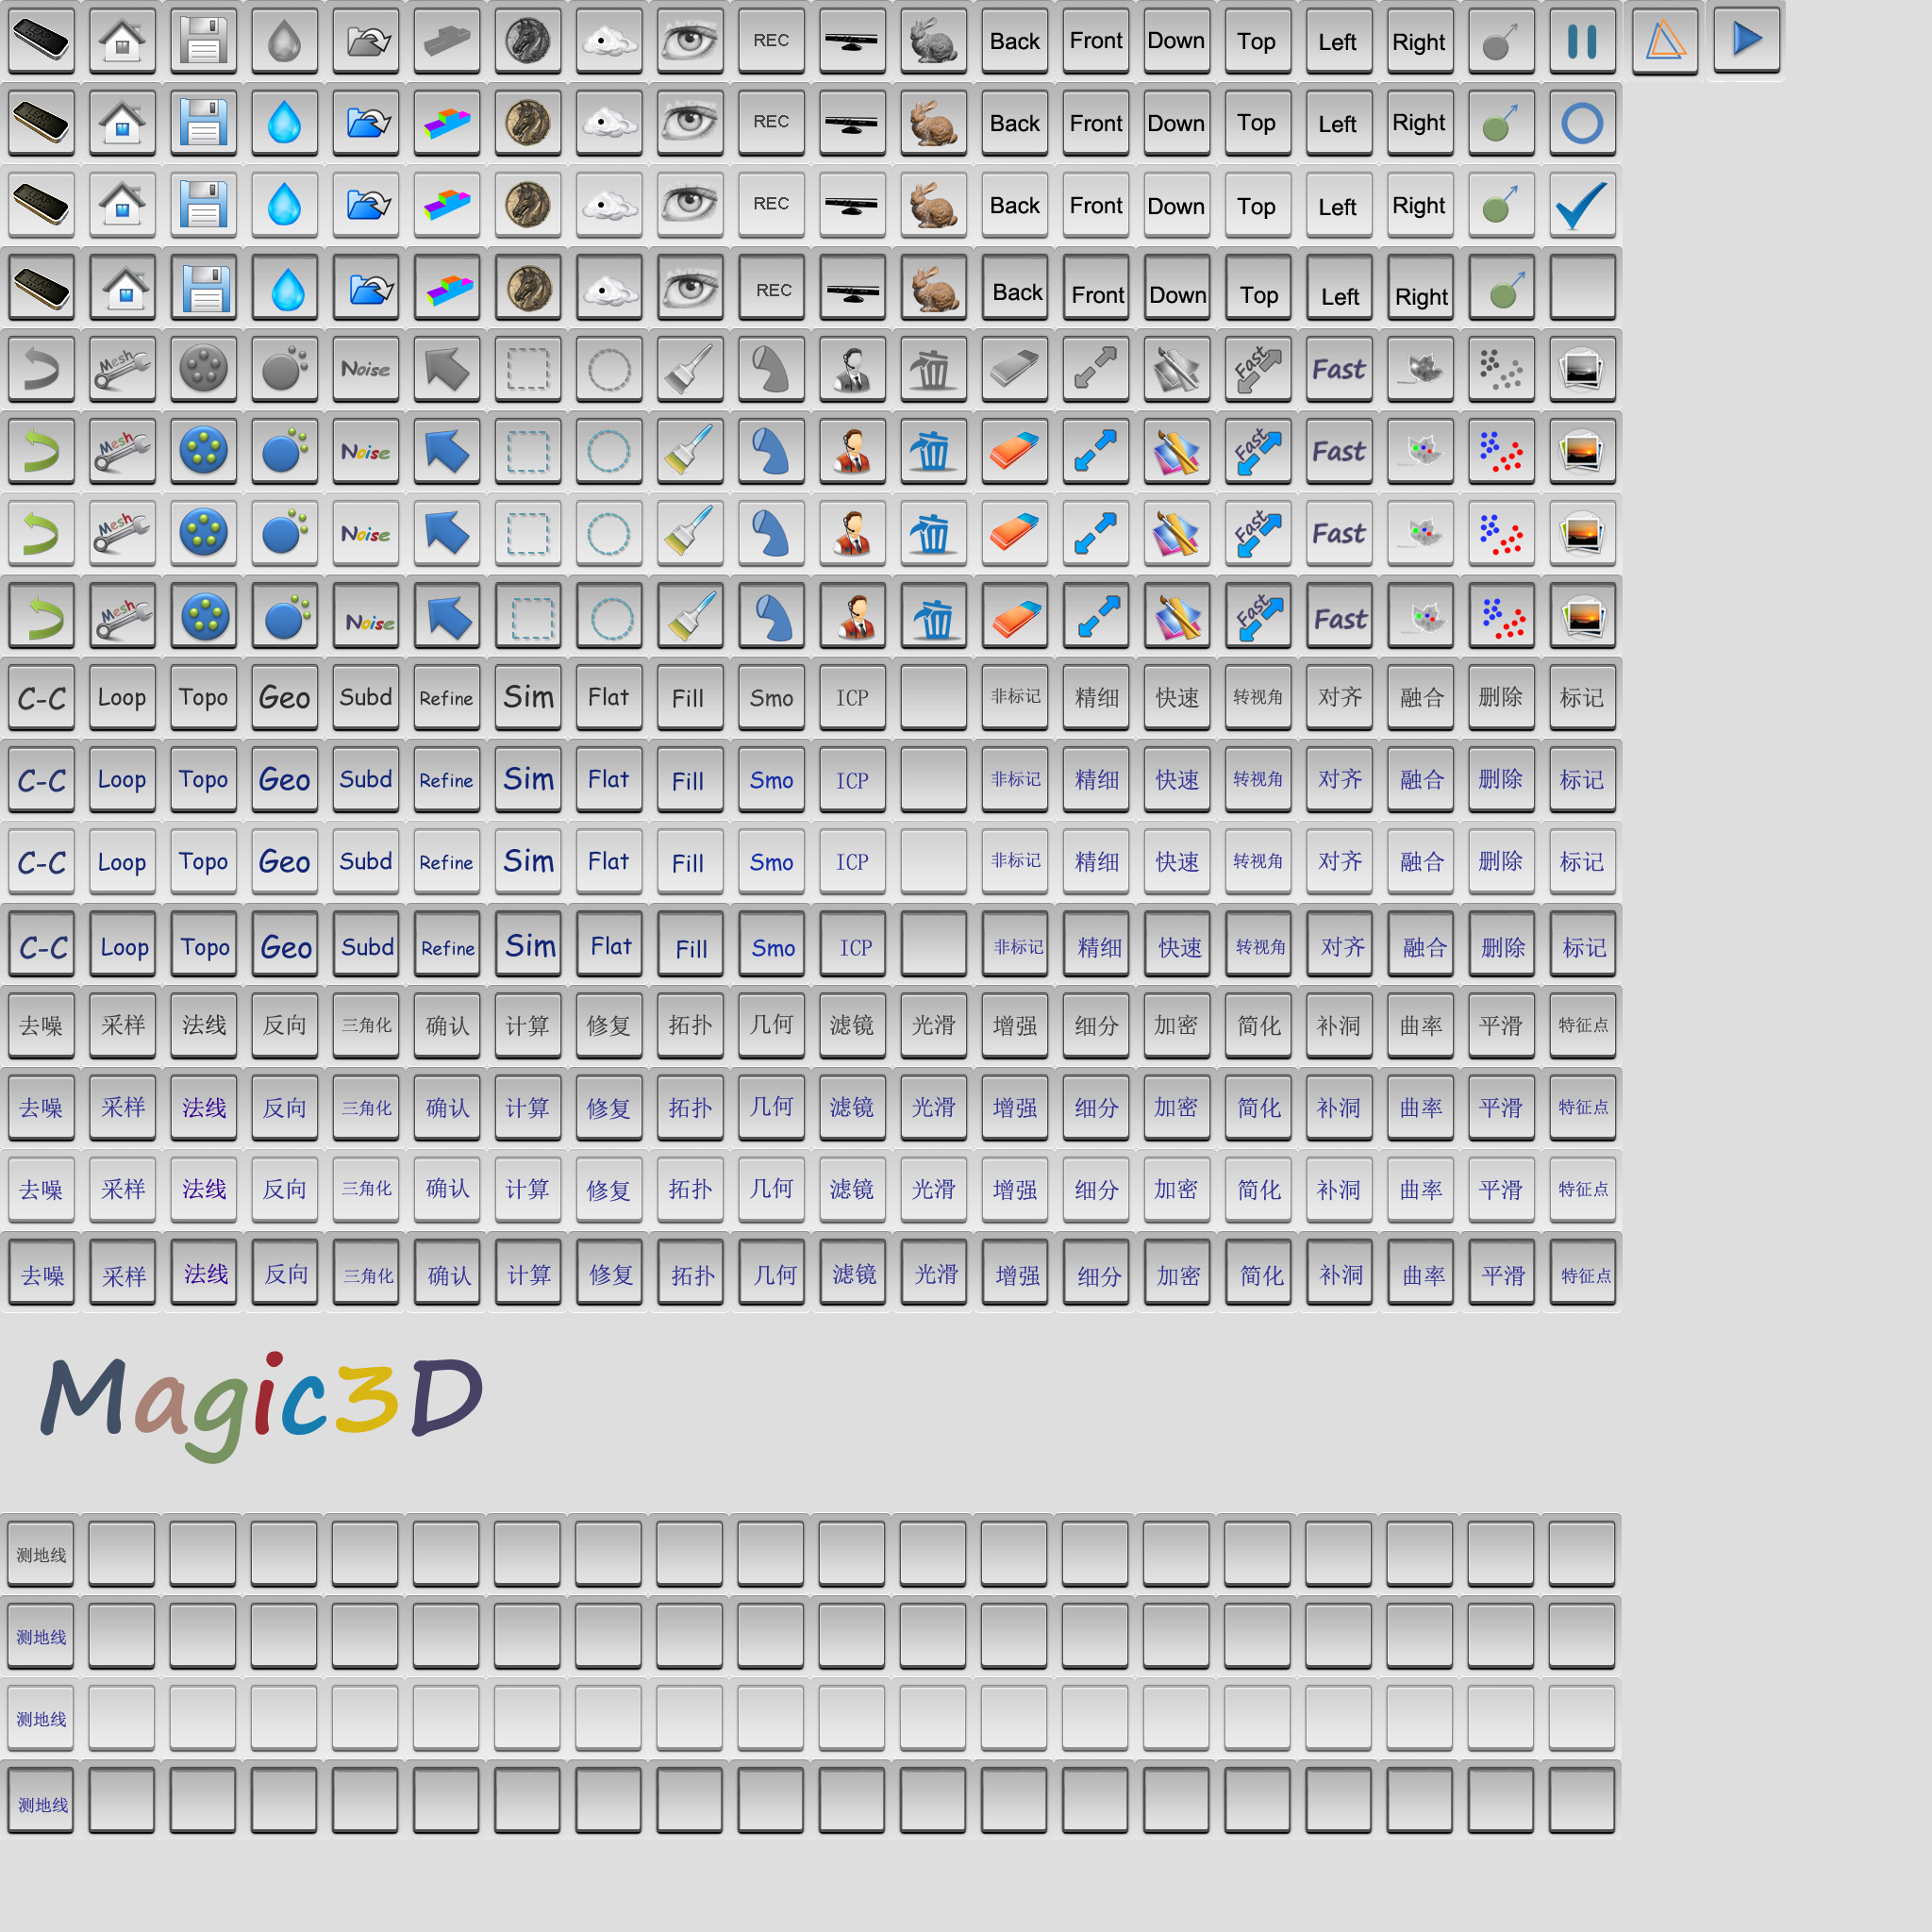 REC Back Front Down Top Left Right
REC Back Front Down Top Left Right
REC Back Front Down Top Left Right
REC Back Front Down Top Left Right
Mesh Noise Fast Fast
Mesh Noise Fast Fast
Mesh Noise Fast Fast
Mesh Noise Fast Fast
C-C Loop Topo Geo Subd Refine Sim Flat Fill Smo ICP 非标记 精细 快速 转视角 对齐 融合 删除 标记
C-C Loop Topo Geo Subd Refine Sim Flat Fill Smo ICP 非标记 精细 快速 转视角 对齐 融合 删除 标记
C-C Loop Topo Geo Subd Refine Sim Flat Fill Smo ICP 非标记 精细 快速 转视角 对齐 融合 删除 标记
C-C Loop Topo Geo Subd Refine Sim Flat Fill Smo ICP 非标记 精细 快速 转视角 对齐 融合 删除 标记
去噪 采样 法线 反向 三角化 确认 计算 修复 拓扑 几何 滤镜 光滑 增强 细分 加密 简化 补洞 曲率 平滑 特征点
去噪 采样 法线 反向 三角化 确认 计算 修复 拓扑 几何 滤镜 光滑 增强 细分 加密 简化 补洞 曲率 平滑 特征点
去噪 采样 法线 反向 三角化 确认 计算 修复 拓扑 几何 滤镜 光滑 增强 细分 加密 简化 补洞 曲率 平滑 特征点
去噪 采样 法线 反向 三角化 确认 计算 修复 拓扑 几何 滤镜 光滑 增强 细分 加密 简化 补洞 曲率 平滑 特征点
Magic3D
测地线
测地线
测地线
测地线